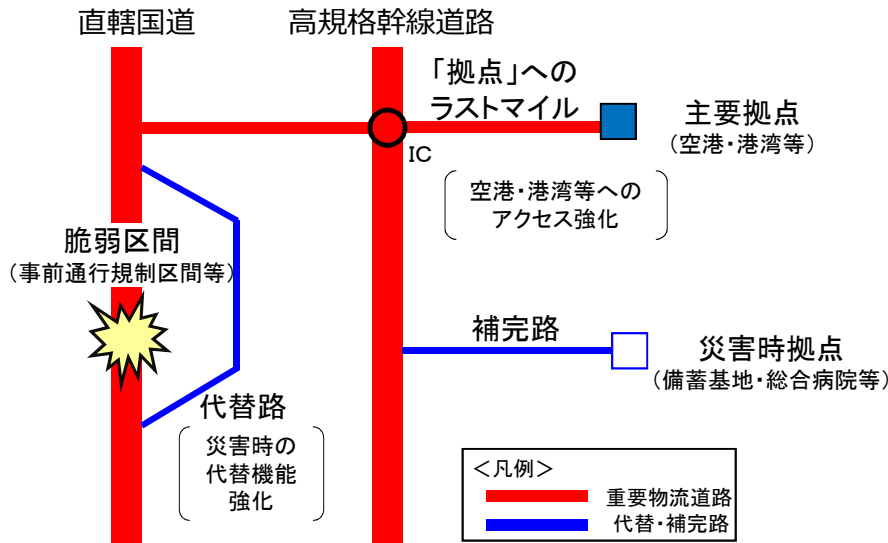 直轄国道
高規格幹線道路
「拠点」への
ラストマイル
主要拠点
(空港・港湾等)
IC
空港・港湾等への
アクセス強化
脆弱区間
(事前通行規制区間等)
補完路
災害時拠点
(備蓄基地・総合病院等)
代替路
災害時の
代替機能
強化
＜凡例＞
重要物流道路
代替・補完路